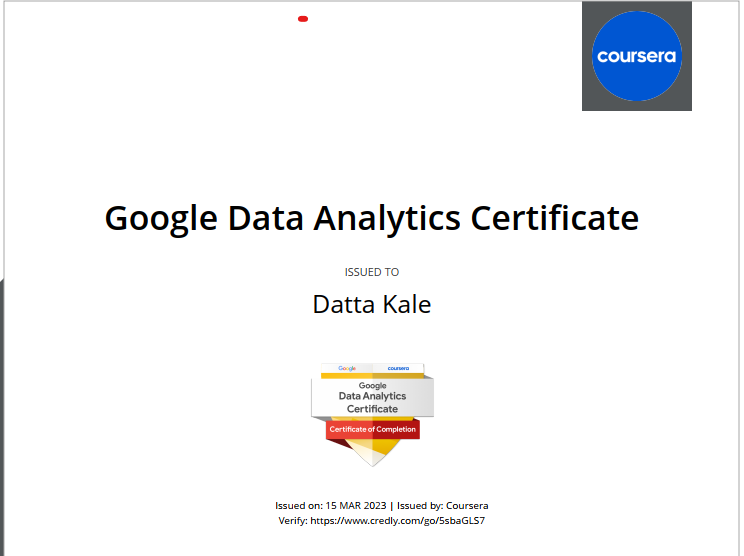 coursera
Google Data Analytics Certificate
ISSUED TO
Datta Kale
Google coursera
Google
Data Analytics
Certificate
Certificate of Completion
Issued on: 15 MAR 2023 | Issued by: Coursera
Verify: https://www.credly.com/go/5sbaGLS7